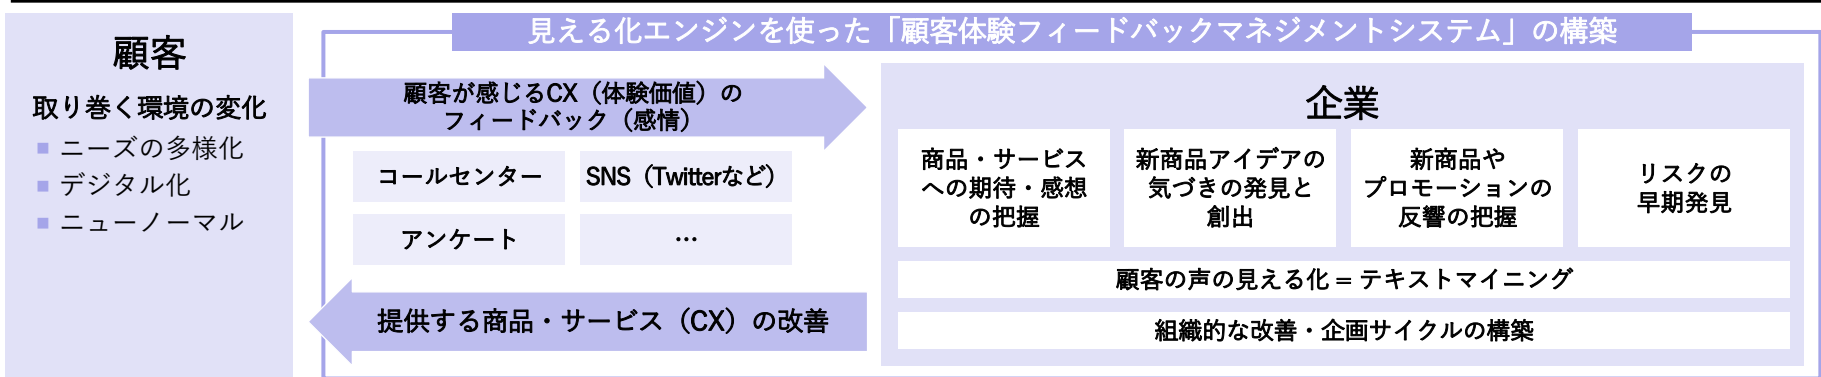 見える化エンジンを使った「顧客体験フィードバックマネジメントシステム」の構築
顧客
取り巻く環境の変化
ニーズの多様化
デジタル化
ニューノーマル
顧客が感じるCX（体験価値）の
フィードバック（感情）
コールセンター
SNS（Twitterなど）
アンケート
…
提供する商品・サービス（CX）の改善
企業
商品・サービス
への期待・感想
の把握
新商品アイデアの
気づきの発見と
創出
新商品や
プロモーションの
反響の把握
リスクの
早期発見
顧客の声の見える化 = テキストマイニング
組織的な改善・企画サイクルの構築